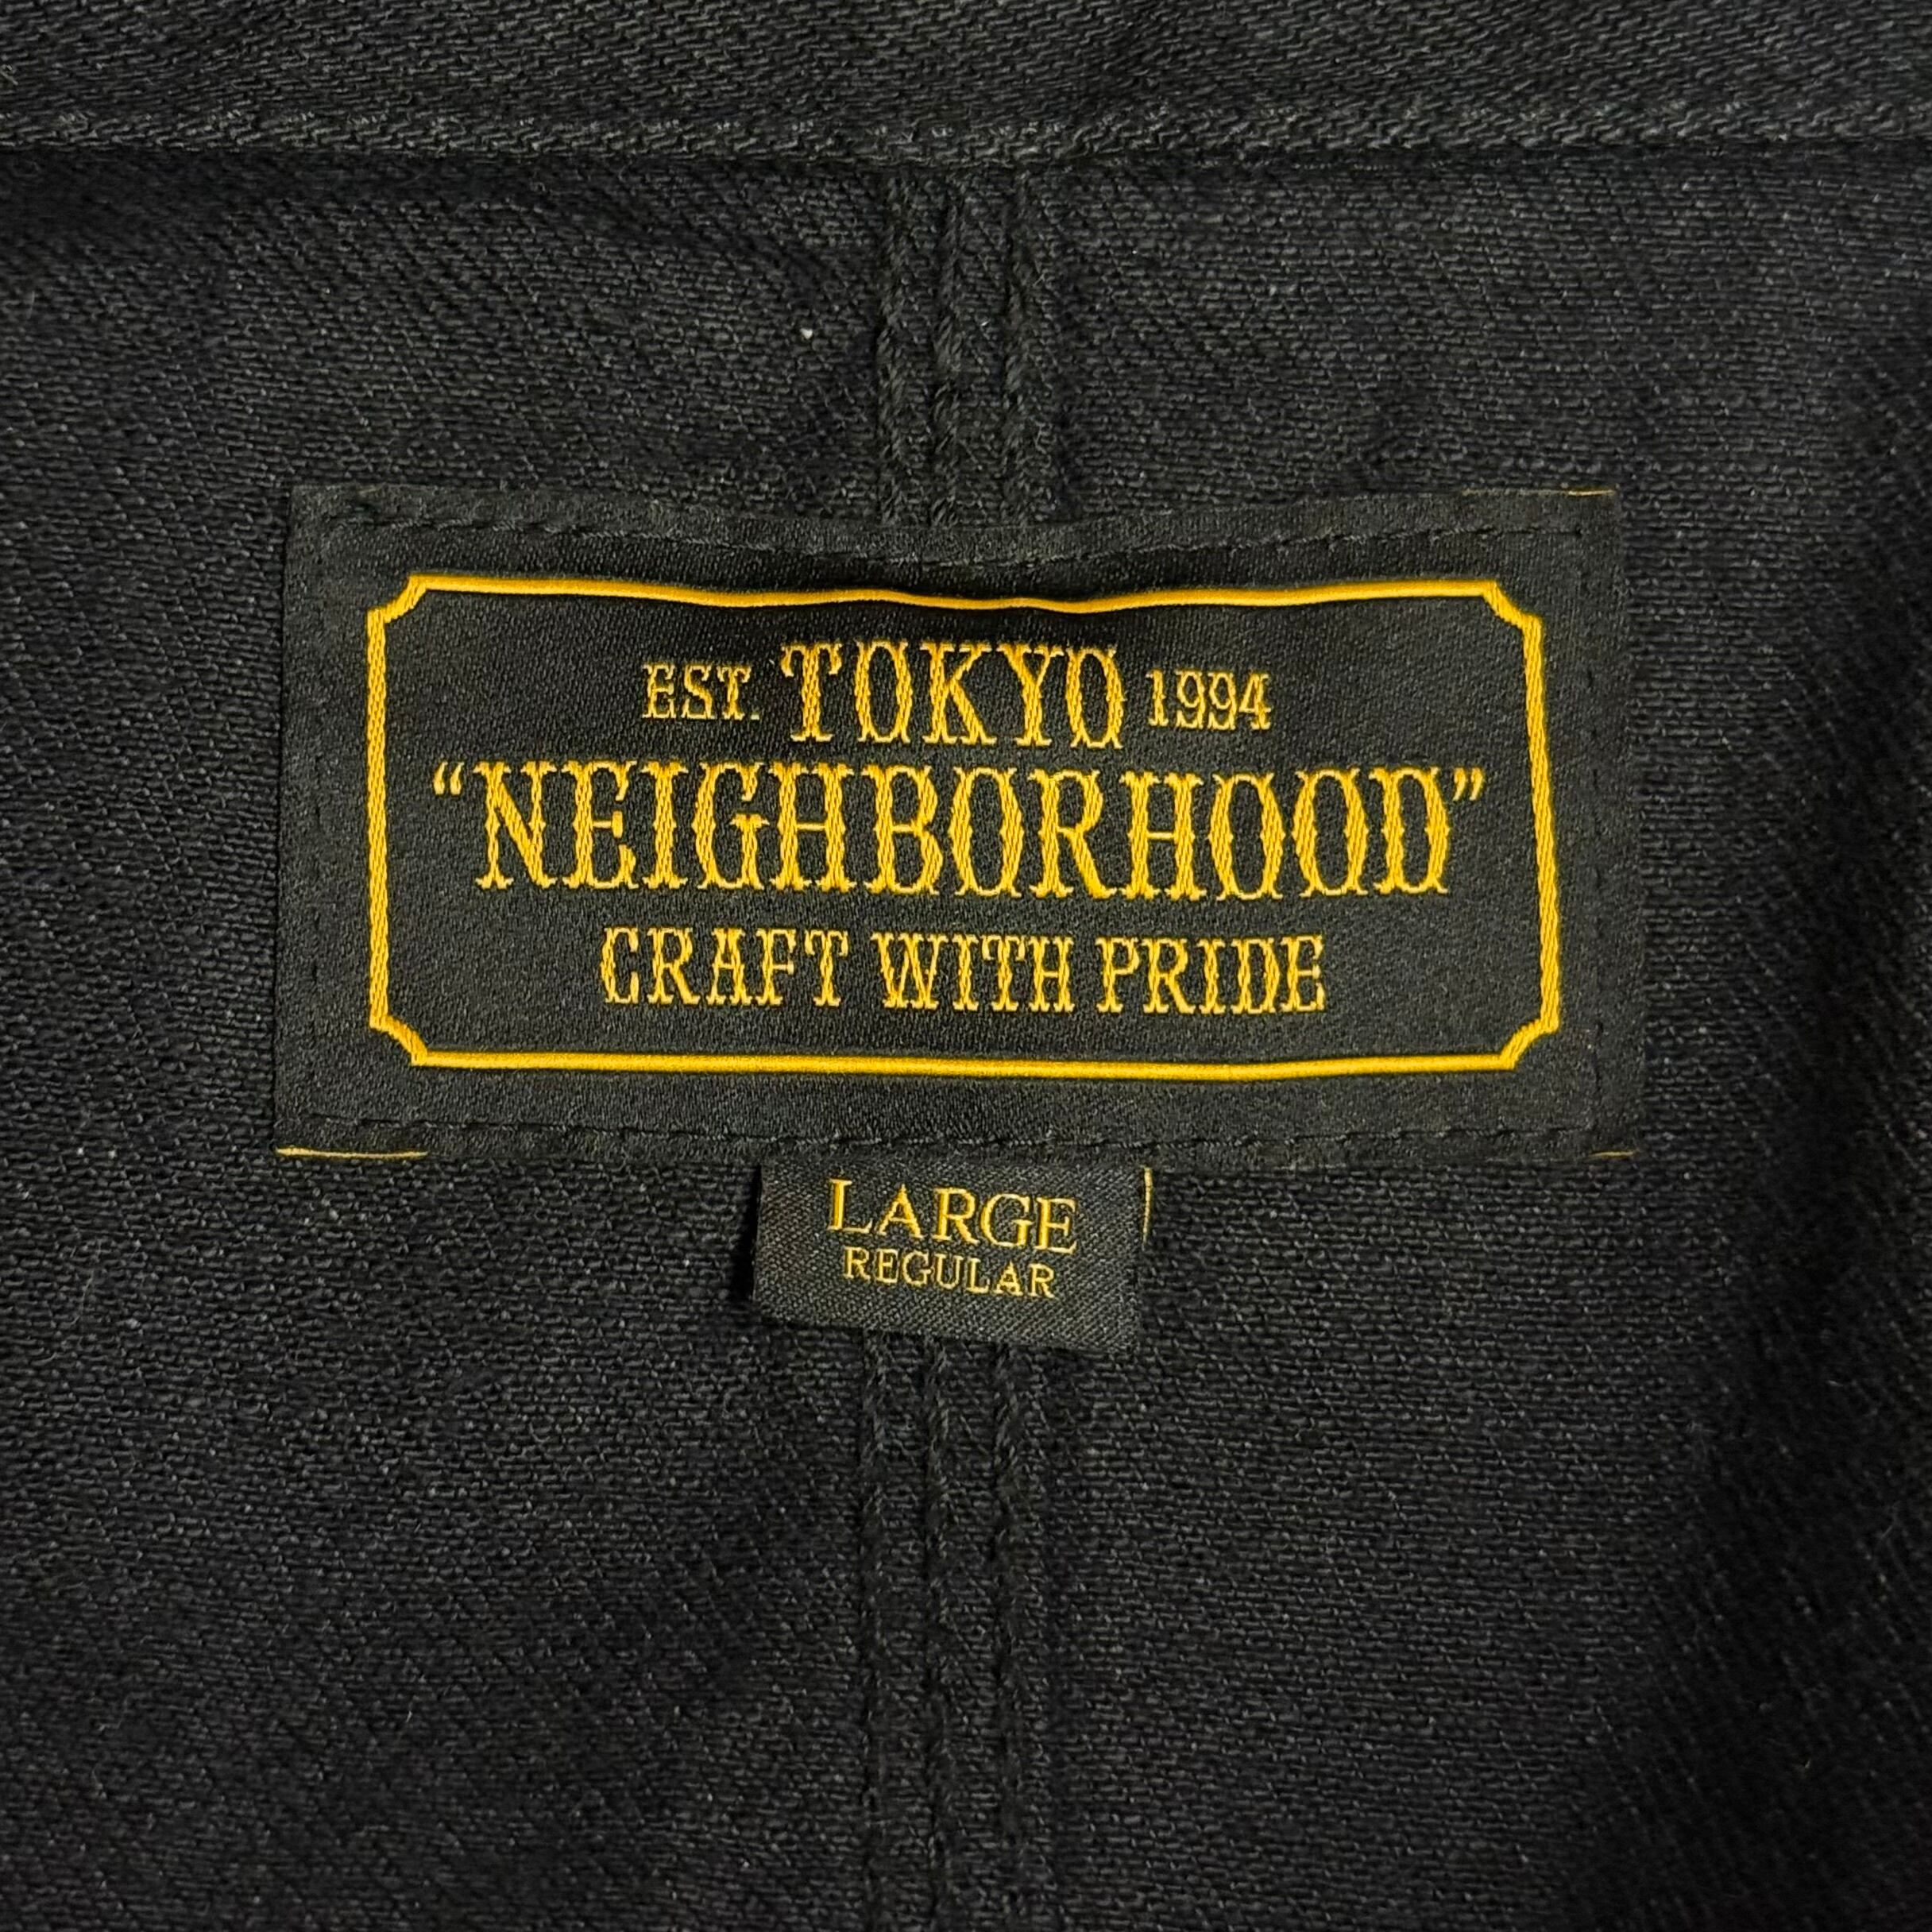 EST. TOKYO 1994
“NEIGHBORHOOD”
CRAFT WITH PRIDE
LARGE
REGULAR